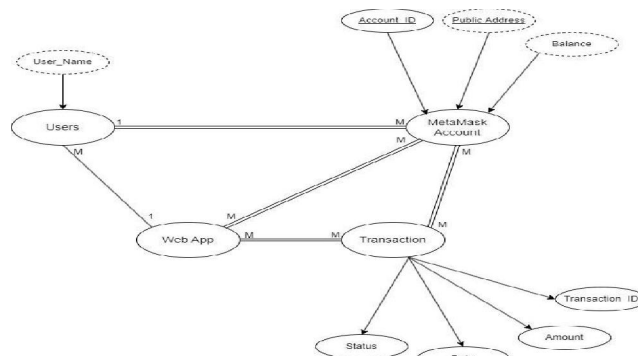 Account_ID
Public Address
Balance
User_Name
Users
1
M
MetaMask
Account
M
M
M
M
M
1
Web App
M
M
Transaction
Transaction_ID
Amount
Status